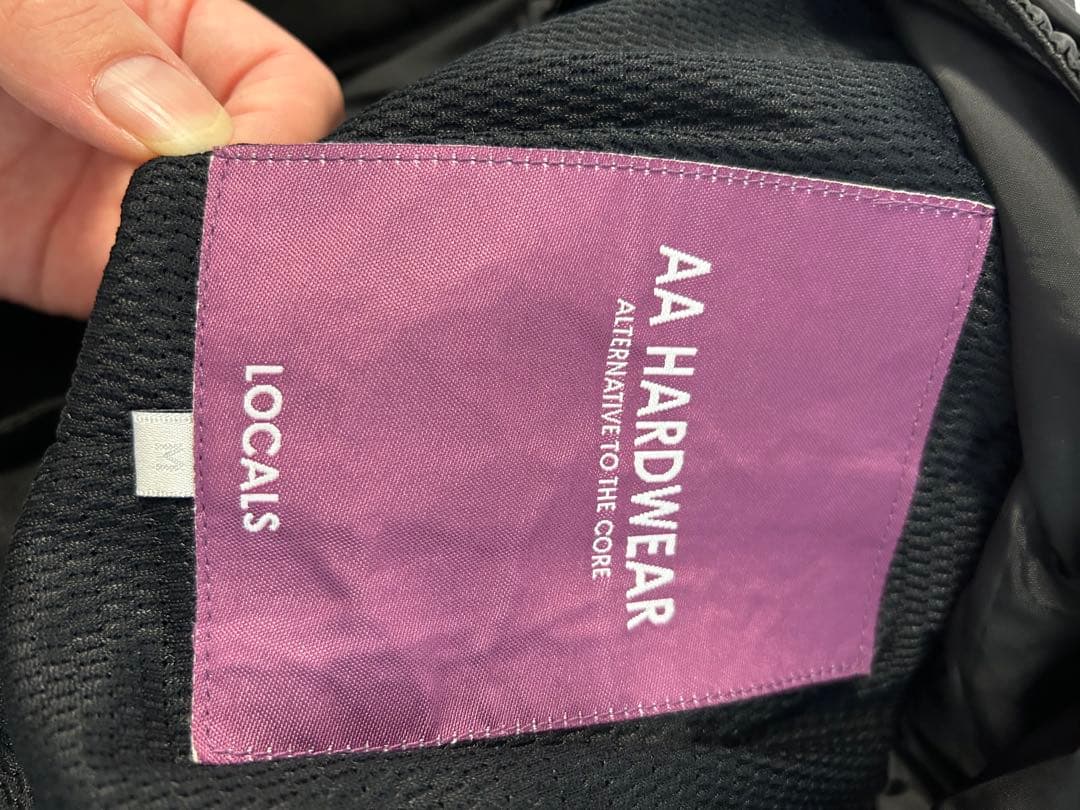 AA HARDWEAR
ALTERNATIVE TO THE CORE
LOCALS
M